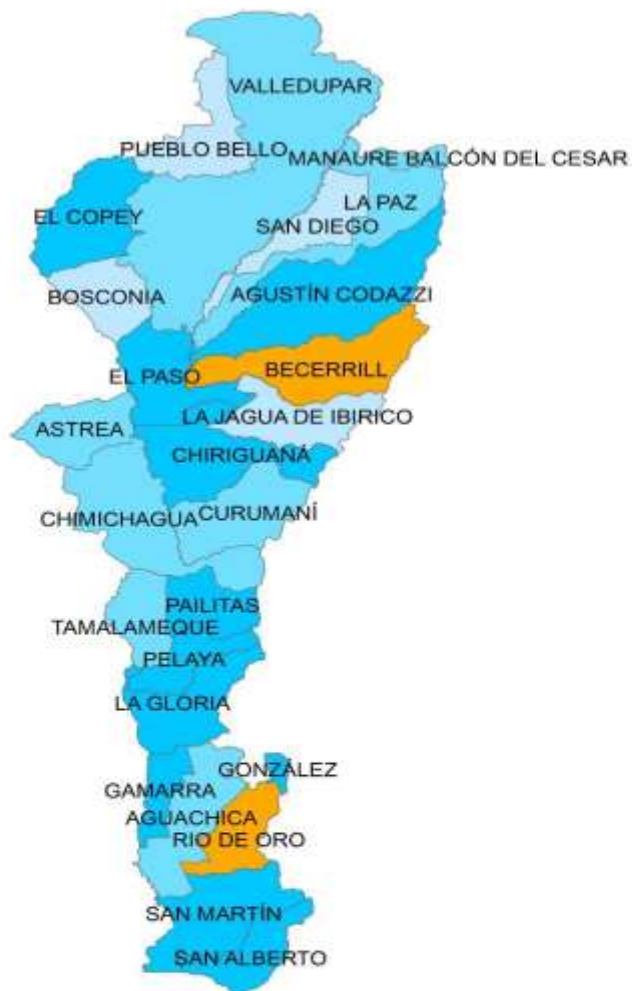 VALLEDUPAR
PUEBLO BELLO
MANAURE BALCÓN DEL CESAR
LA PAZ
EL COPEY
SAN DIEGO
BOSCONIA
AGUSTÍN CODAZZI
BECERRILL
EL PASO
LA JAGUA DE IBIRICO
ASTREA
CHIRIGUANÁ
CURUMANÍ
CHIMICHAGUA
PAILITAS
TAMALAMEQUE
PELAYA
LA GLORIA
GONZÁLEZ
GAMARRA
AGUACHICA
RIO DE ORO
SAN MARTÍN
SAN ALBERTO